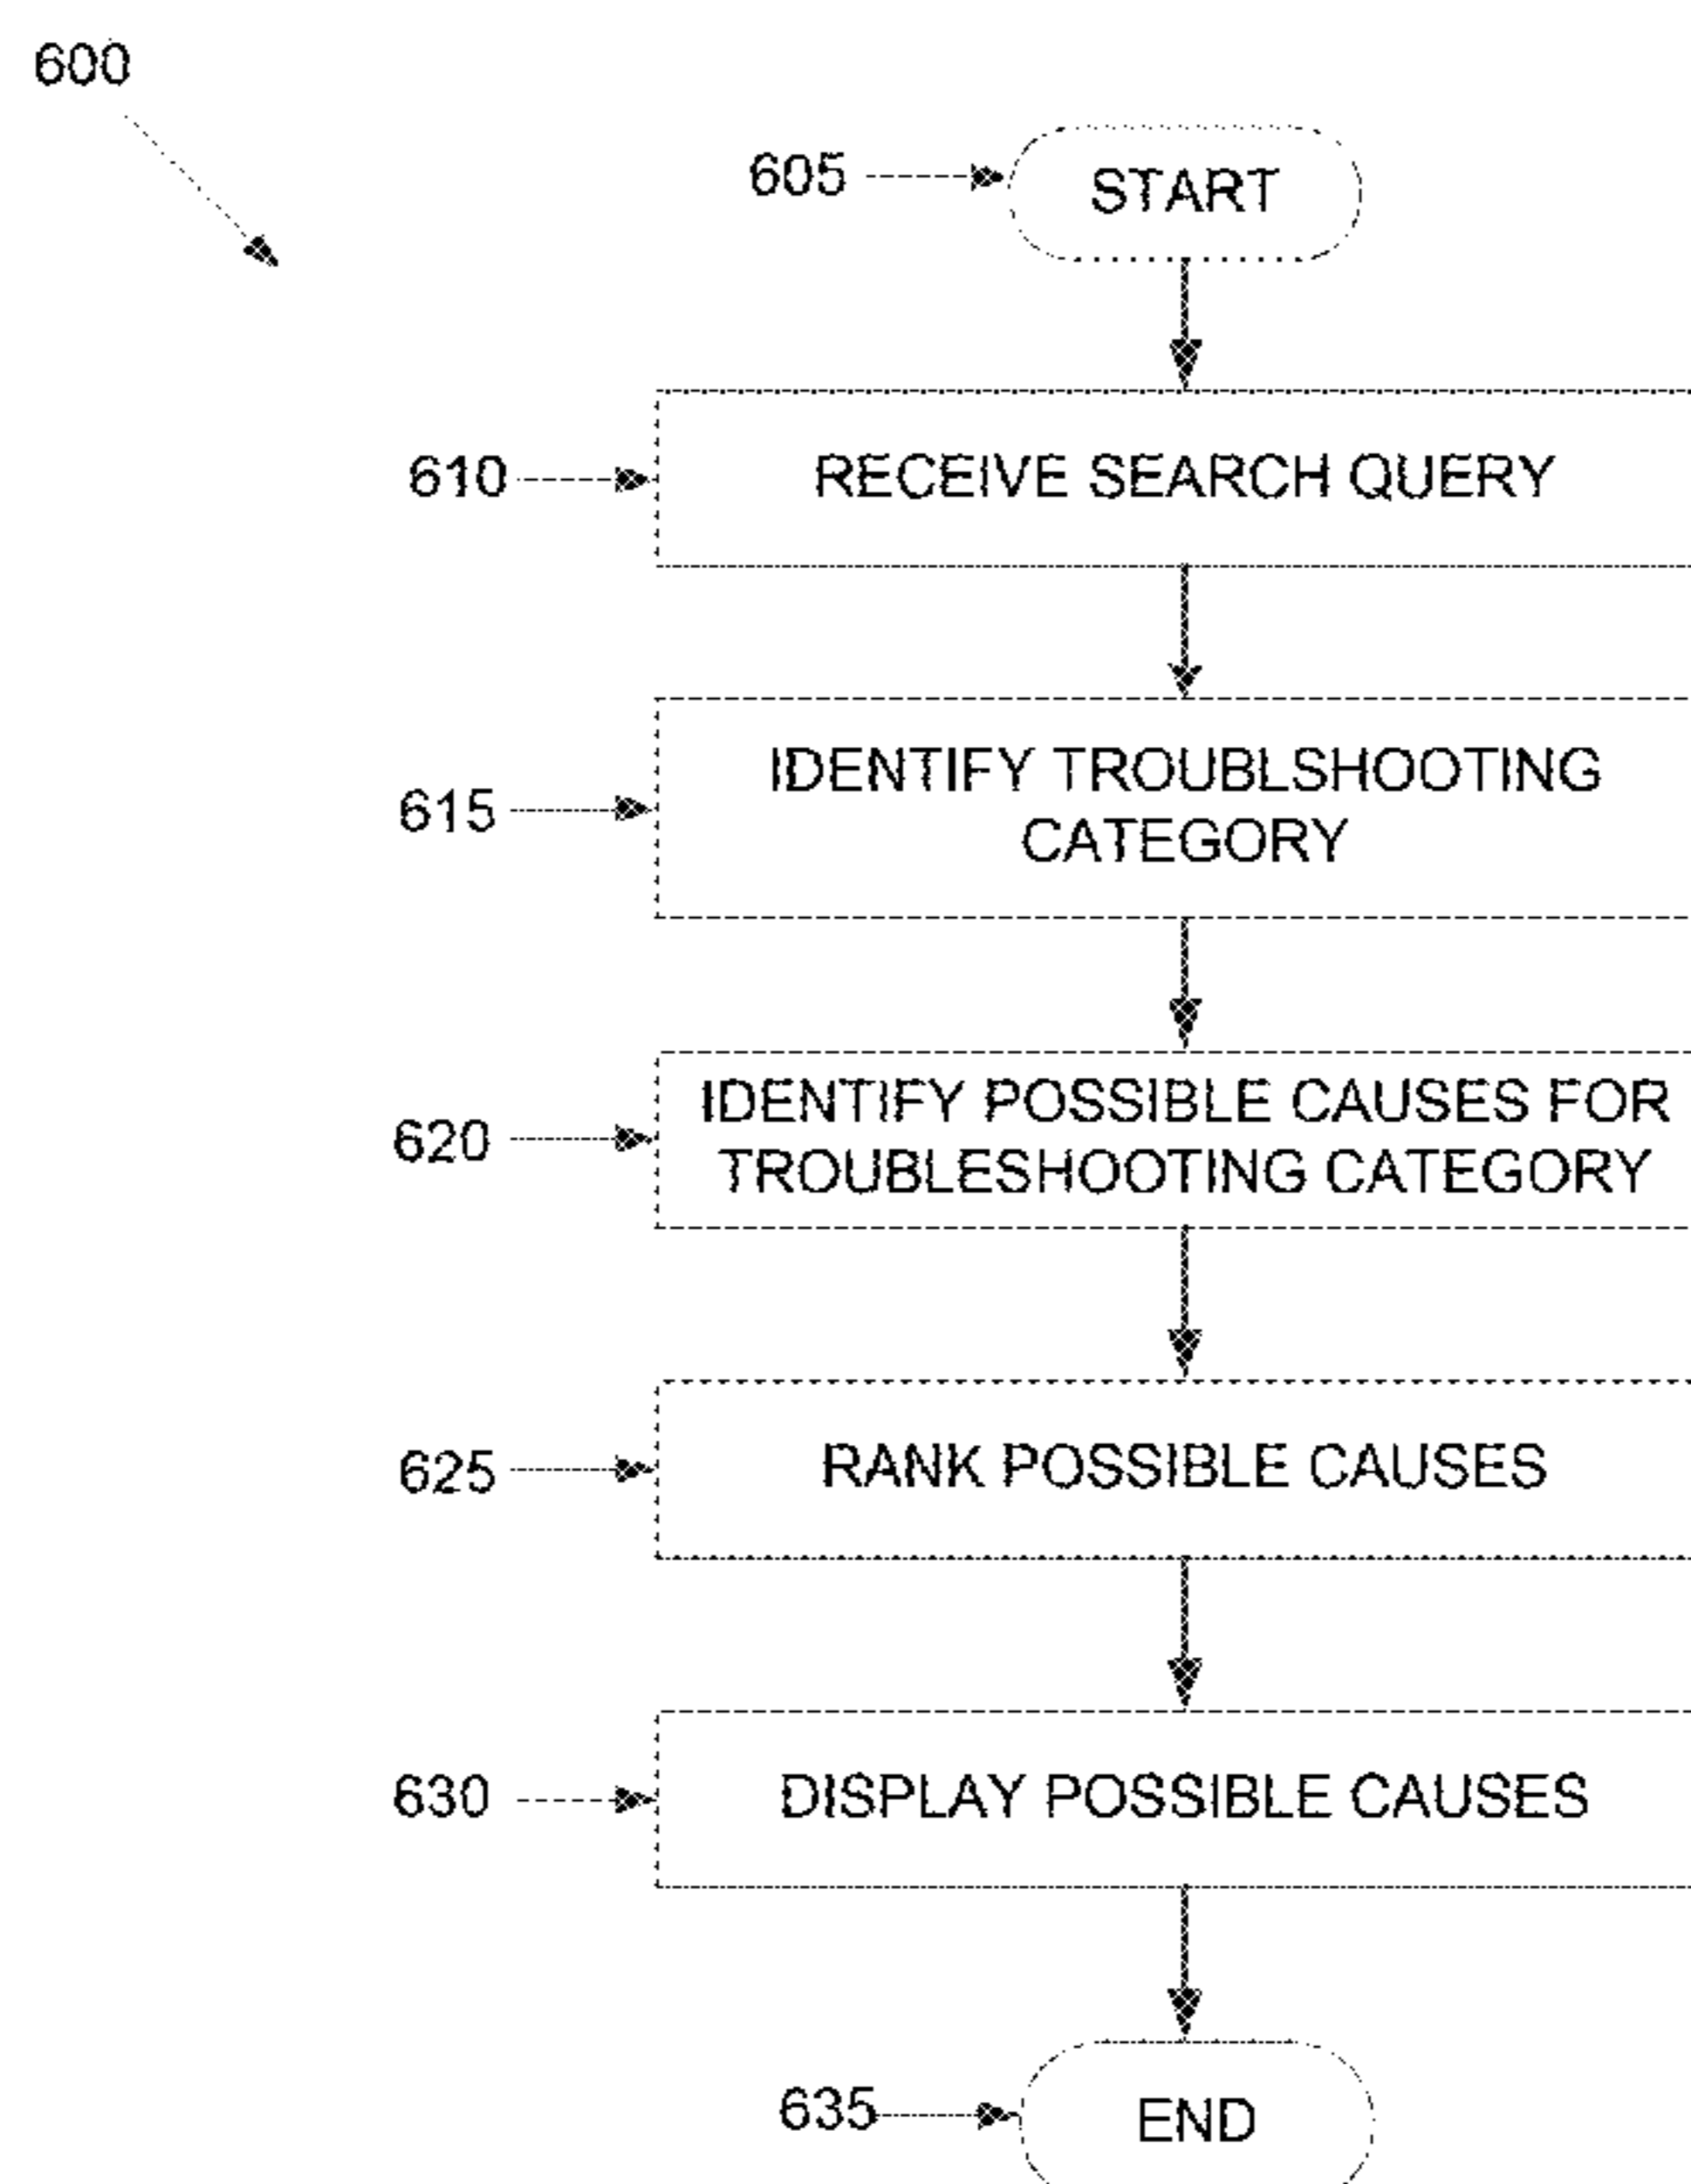 600
605
START
610
RECEIVE SEARCH QUERY
615
IDENTIFY TROUBLSHOOTING
CATEGORY
620
IDENTIFY POSSIBLE CAUSES FOR
TROUBLESHOOTING CATEGORY
625
RANK POSSIBLE CAUSES
630
DISPLAY POSSIBLE CAUSES
635
END